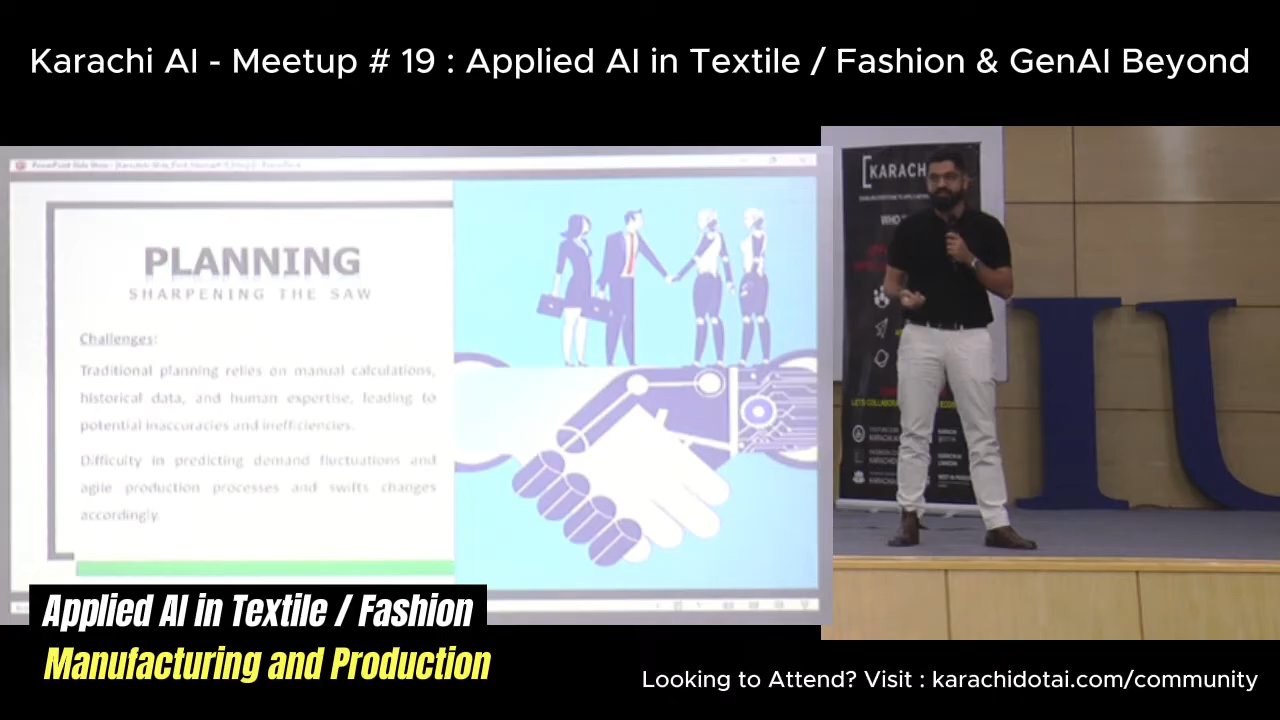 Karachi AI - Meetup # 19 : Applied AI in Textile / Fashion & GenAI Beyond
PLANNING
SHARPENING THE SAW
Challenges:
Traditional planning relies on manual calculations,
historical data, and human expertise, leading to
potential inaccuracies and inefficiencies.
Difficulty in predicting demand fluctuations and
agile production processes and swifts changes
accordingly.
[KARACH
Applied AI in Textile / Fashion
Manufacturing and Production
Looking to Attend? Visit : karachidotai.com/community